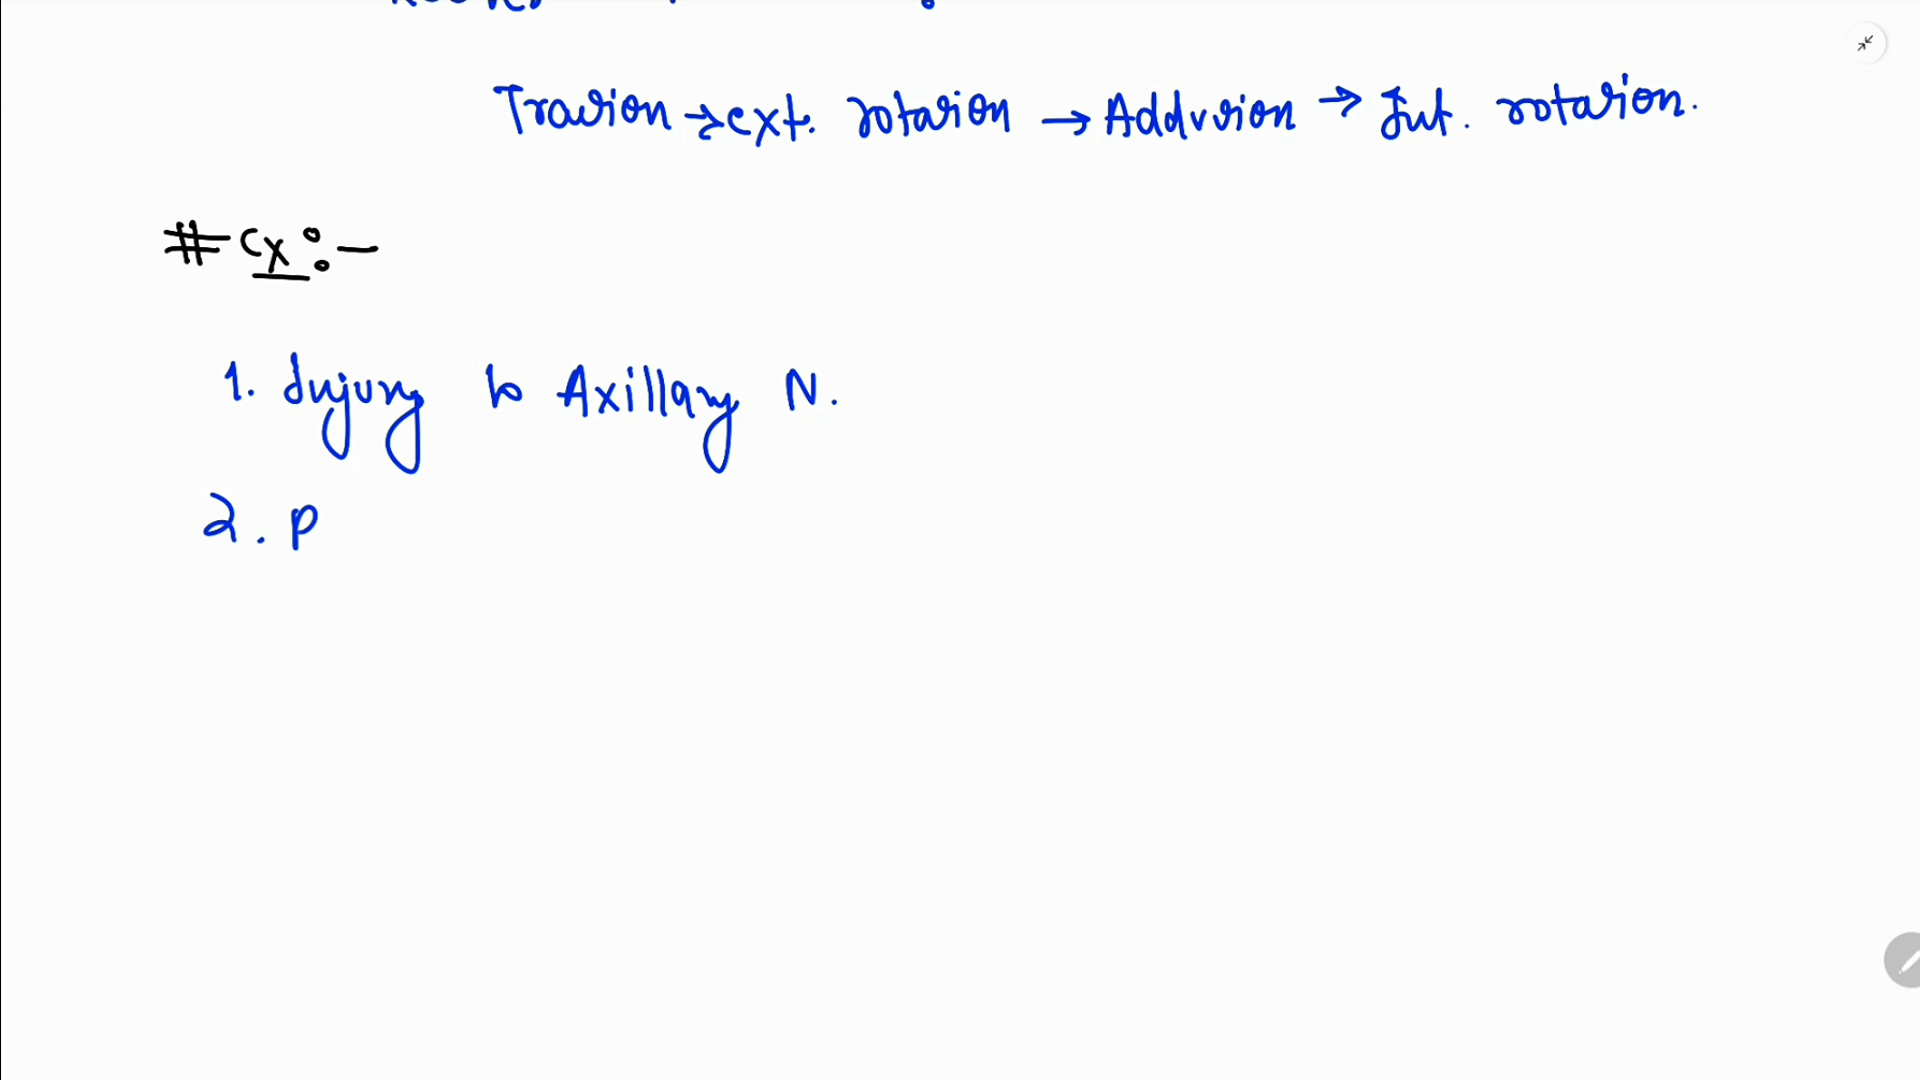 Traction → ext. rotation → Adduction → Int. rotation.
# Cx :-
1. Injury to Axillary N.
2. P